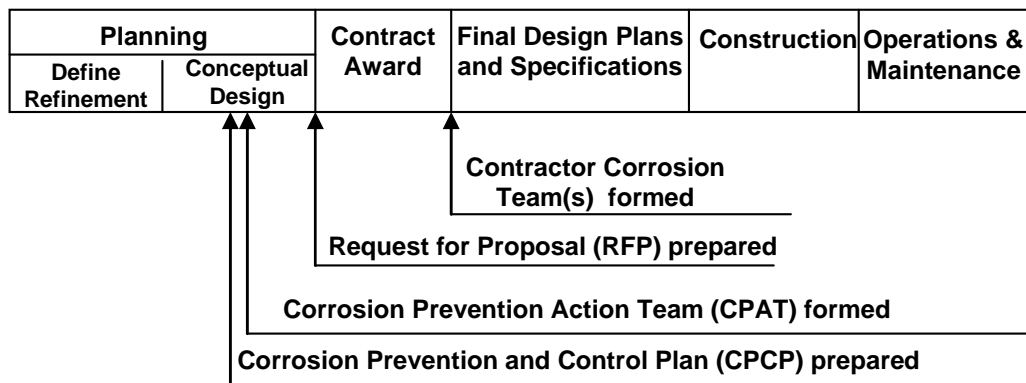 Planning
Define
Refinement
Conceptual
Design
Contract
Award
Final Design Plans
and Specifications
Construction
Operations &
Maintenance
Contractor Corrosion
Team(s) formed
Request for Proposal (RFP) prepared
Corrosion Prevention Action Team (CPAT) formed
Corrosion Prevention and Control Plan (CPCP) prepared